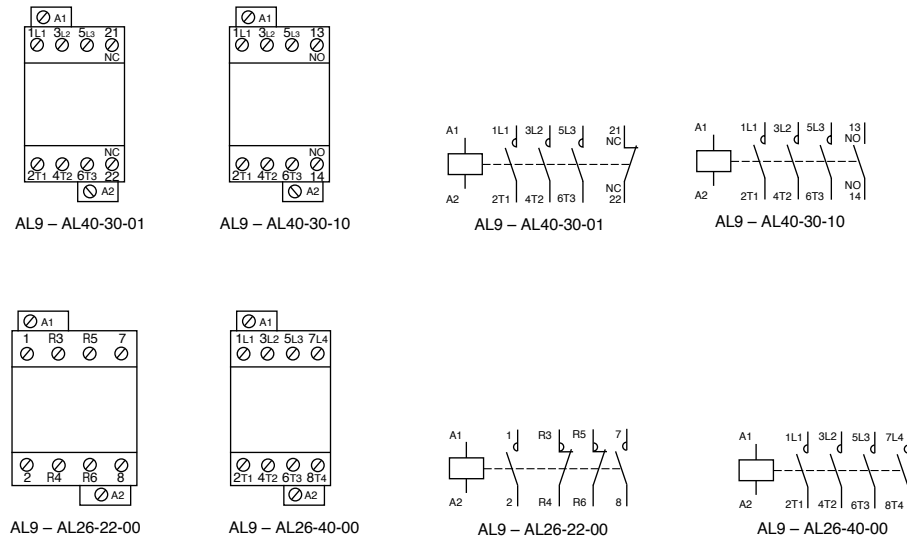 A1
1L1 3L2 5L3 21
NC
NC
2T1 4T2 6T3 22
A2
AL9 – AL40-30-01
A1
1L1 3L2 5L3 13
NO
NO
2T1 4T2 6T3 14
A2
AL9 – AL40-30-10
A1 1L1 3L2 5L3 21
NC
NC
A2 2T1 4T2 6T3 22
AL9 – AL40-30-01
A1 1L1 3L2 5L3 13
NO
NO
A2 2T1 4T2 6T3 14
AL9 – AL40-30-10
A1
1 R3 R5 7
2 R4 R6 8
A2
AL9 – AL26-22-00
A1
1L1 3L2 5L3 7L4
2T1 4T2 6T3 8T4
A2
AL9 – AL26-40-00
A1 1 R3 R5 7
A2 2 R4 R6 8
AL9 – AL26-22-00
A1 1L1 3L2 5L3 7L4
A2 2T1 4T2 6T3 8T4
AL9 – AL26-40-00